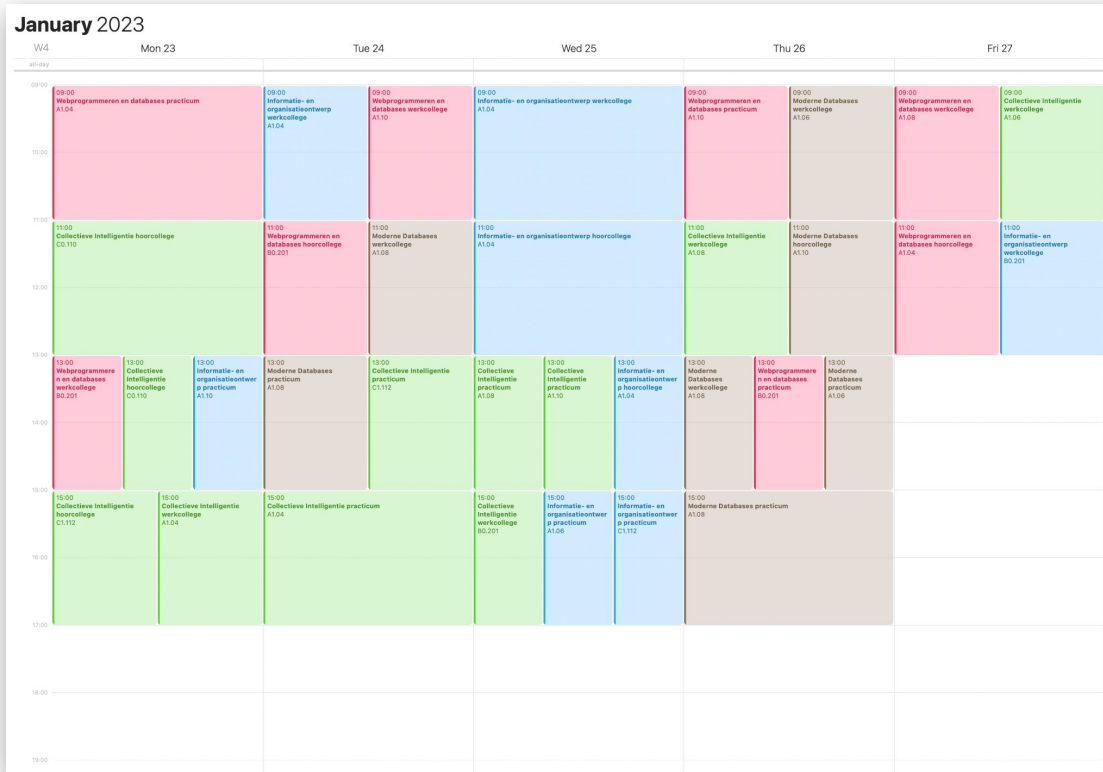 January 2023
W4 Mon 23 Tue 24 Wed 25 Thu 26 Fri 27
all-day
09:00
09:00
Webprogrammeren en databases practicum
A1.04
09:00
Informatie- en
organisatieontwerp
werkcollege
A1.04
09:00
Webprogrammeren en
databases werkcollege
A1.10
09:00
Informatie- en organisatieontwerp werkcollege
A1.04
09:00
Webprogrammeren en
databases practicum
A1.10
09:00
Moderne Databases
werkcollege
A1.06
09:00
Webprogrammeren en
databases werkcollege
A1.08
09:00
Collectieve Intelligentie
werkcollege
A1.06
10:00
11:00
11:00
Collectieve Intelligentie hoorcollege
C0.110
11:00
Webprogrammeren en
databases hoorcollege
B0.201
11:00
Moderne Databases
werkcollege
A1.08
11:00
Informatie- en organisatieontwerp hoorcollege
A1.04
11:00
Collectieve Intelligentie
werkcollege
A1.08
11:00
Moderne Databases
hoorcollege
A1.10
11:00
Webprogrammeren en
databases hoorcollege
A1.04
11:00
Informatie- en
organisatieontwerp
werkcollege
B0.201
12:00
13:00
13:00
Webprogrammere
n en databases
werkcollege
B0.201
13:00
Collectieve
Intelligentie
hoorcollege
C0.110
13:00
Informatie- en
organisatieontwer
p practicum
A1.10
13:00
Moderne Databases
practicum
A1.08
13:00
Collectieve Intelligentie
practicum
C1.112
13:00
Collectieve
Intelligentie
practicum
A1.08
13:00
Collectieve
Intelligentie
practicum
A1.10
13:00
Informatie- en
organisatieontwer
p hoorcollege
A1.04
13:00
Moderne
Databases
werkcollege
A1.08
13:00
Webprogrammere
n en databases
practicum
B0.201
13:00
Moderne
Databases
practicum
A1.06
14:00
15:00
15:00
Collectieve Intelligentie
hoorcollege
C1.112
15:00
Collectieve Intelligentie
werkcollege
A1.04
15:00
Collectieve Intelligentie practicum
A1.04
15:00
Collectieve
Intelligentie
werkcollege
B0.201
15:00
Informatie- en
organisatieontwer
p practicum
A1.06
15:00
Informatie- en
organisatieontwer
p practicum
C1.112
15:00
Moderne Databases practicum
A1.08
16:00
17:00
18:00
19:00